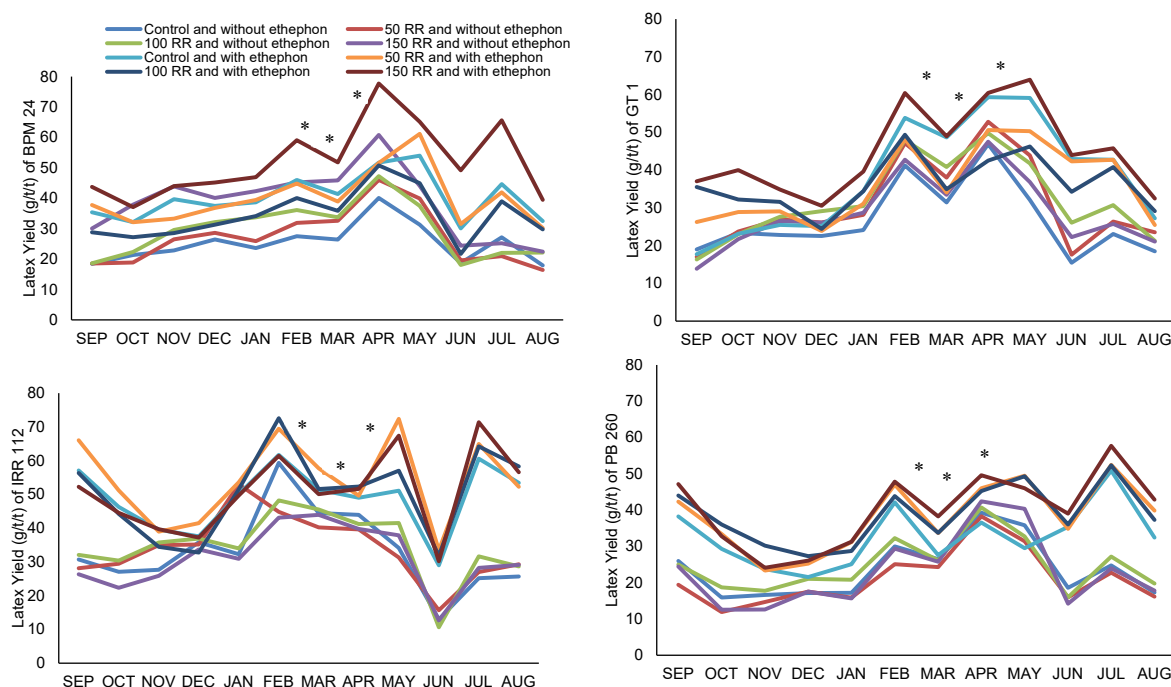 Control and without ethephon 50 RR and without ethephon
100 RR and without ethephon 150 RR and without ethephon
Control and with ethephon 50 RR and with ethephon
100 RR and with ethephon 150 RR and with ethephon
Latex Yield (g/t/t) of BPM 24
80
70
60
50
40
30
20
10
0
* * *
SEP OCT NOV DEC JAN FEB MAR APR MAY JUN JUL AUG
Latex Yield (g/t/t) of GT 1
80
70
60
50
40
30
20
10
0
* * *
SEP OCT NOV DEC JAN FEB MAR APR MAY JUN JUL AUG
Latex Yield (g/t/t) of IRR 112
80
70
60
50
40
30
20
10
0
* * *
SEP OCT NOV DEC JAN FEB MAR APR MAY JUN JUL AUG
Latex Yield (g/t/t) of PB 260
80
70
60
50
40
30
20
10
0
* * *
SEP OCT NOV DEC JAN FEB MAR APR MAY JUN JUL AUG